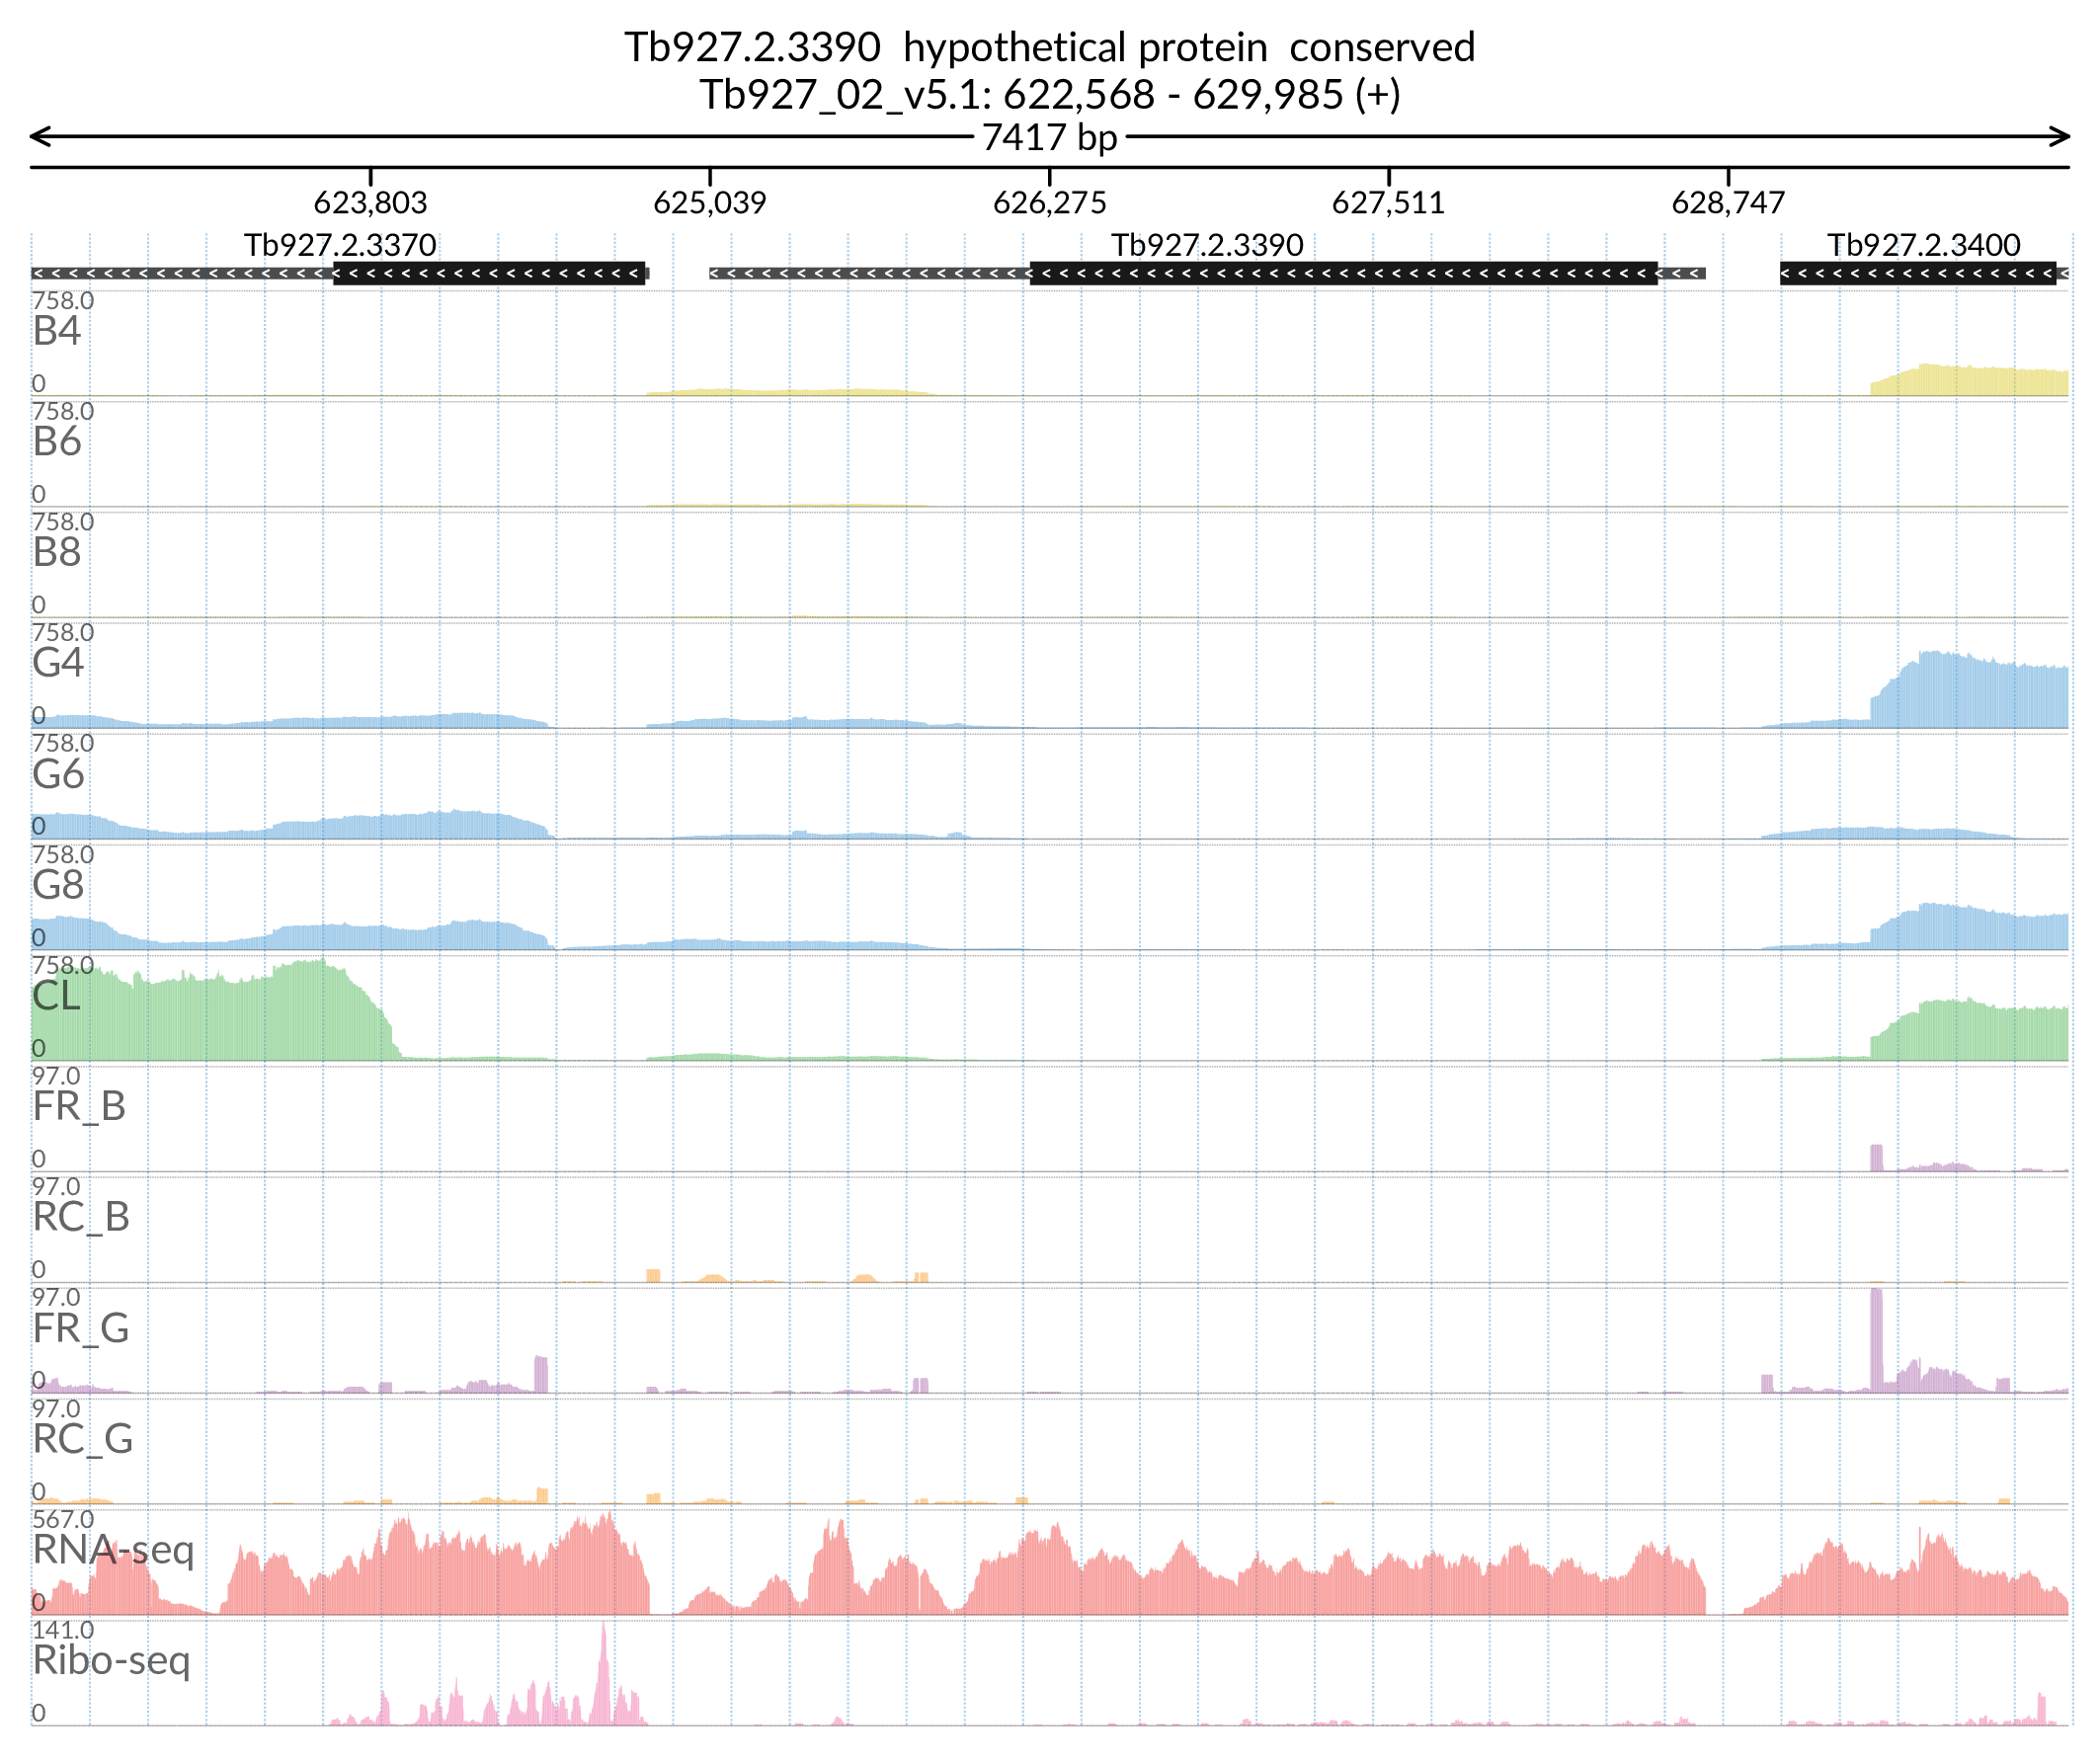 Tb927.2.3390 hypothetical protein conserved
Tb927_02_v5.1: 622,568 - 629,985 (+)
7417 bp
623,803 625,039 626,275 627,511 628,747
Tb927.2.3370 Tb927.2.3390 Tb927.2.3400
758.0
B4
0
758.0
B6
0
758.0
B8
0
758.0
G4
0
758.0
G6
0
758.0
G8
0
758.0
CL
0
97.0
FR_B
0
97.0
RC_B
0
97.0
FR_G
0
97.0
RC_G
0
567.0
RNA-seq
0
141.0
Ribo-seq
0